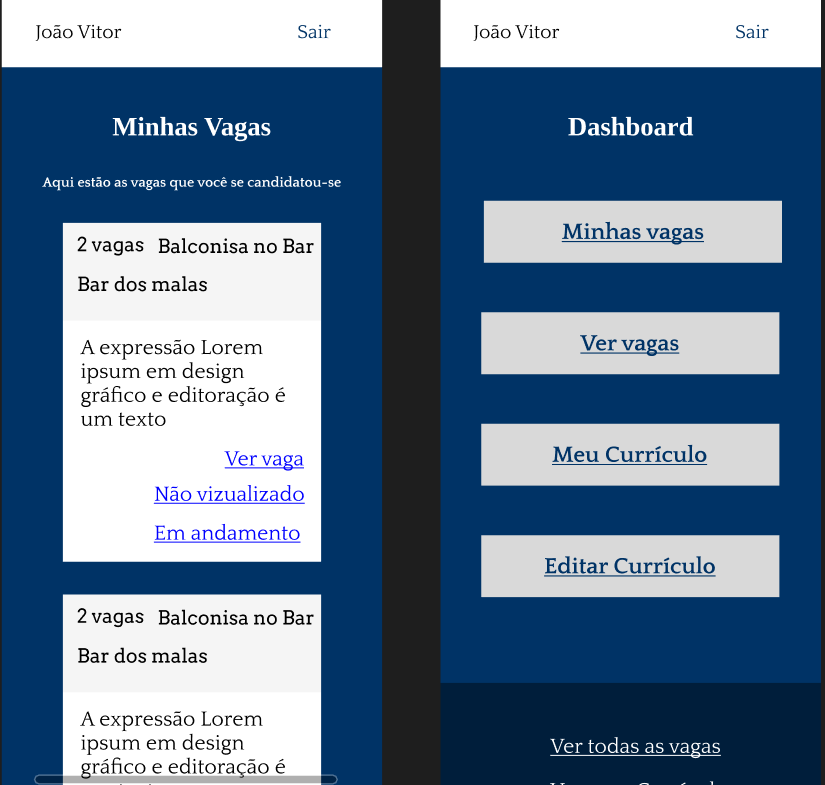 João Vitor
Sair
Minhas Vagas
Aqui estão as vagas que você se candidatou-se
2 vagas
Balconisa no Bar
Bar dos malas
A expressão Lorem
ipsum em design
gráfico e editoração é
um texto
Ver vaga
Não vizualizado
Em andamento
2 vagas
Balconisa no Bar
Bar dos malas
A expressão Lorem
ipsum em design
gráfico e editoração é
João Vitor
Sair
Dashboard
Minhas vagas
Ver vagas
Meu Currículo
Editar Currículo
Ver todas as vagas